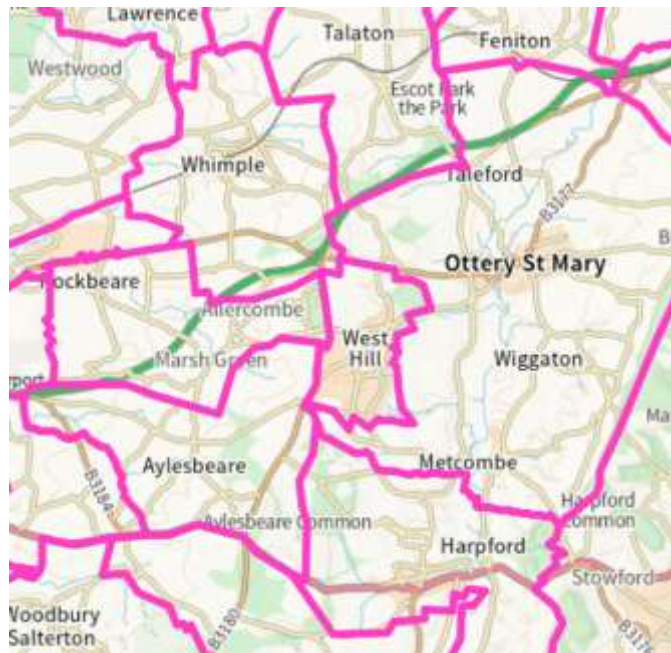 Lawrence
Talaton
Feniton
Westwood
Escot Park
the Park
Whimple
Taleford
B3177
Ottery St Mary
Rockbeare
Allercombe
West
Hill
Marsh Green
Wiggaton
Aylesbeare
Metcombe
B3184
Aylesbeare Common
Harpford
Common
Harpford
Stowford
Woodbury
Salterton
B3180
B3176